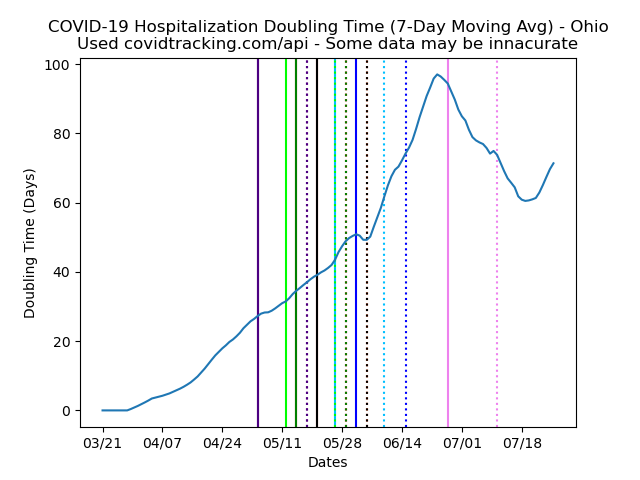 COVID-19 Hospitalization Doubling Time (7-Day Moving Avg) - Ohio
Used covidtracking.com/api - Some data may be innacurate
100
80
60
40
20
0
Doubling Time (Days)
03/21 04/07 04/24 05/11 05/28 06/14 07/01 07/18
Dates